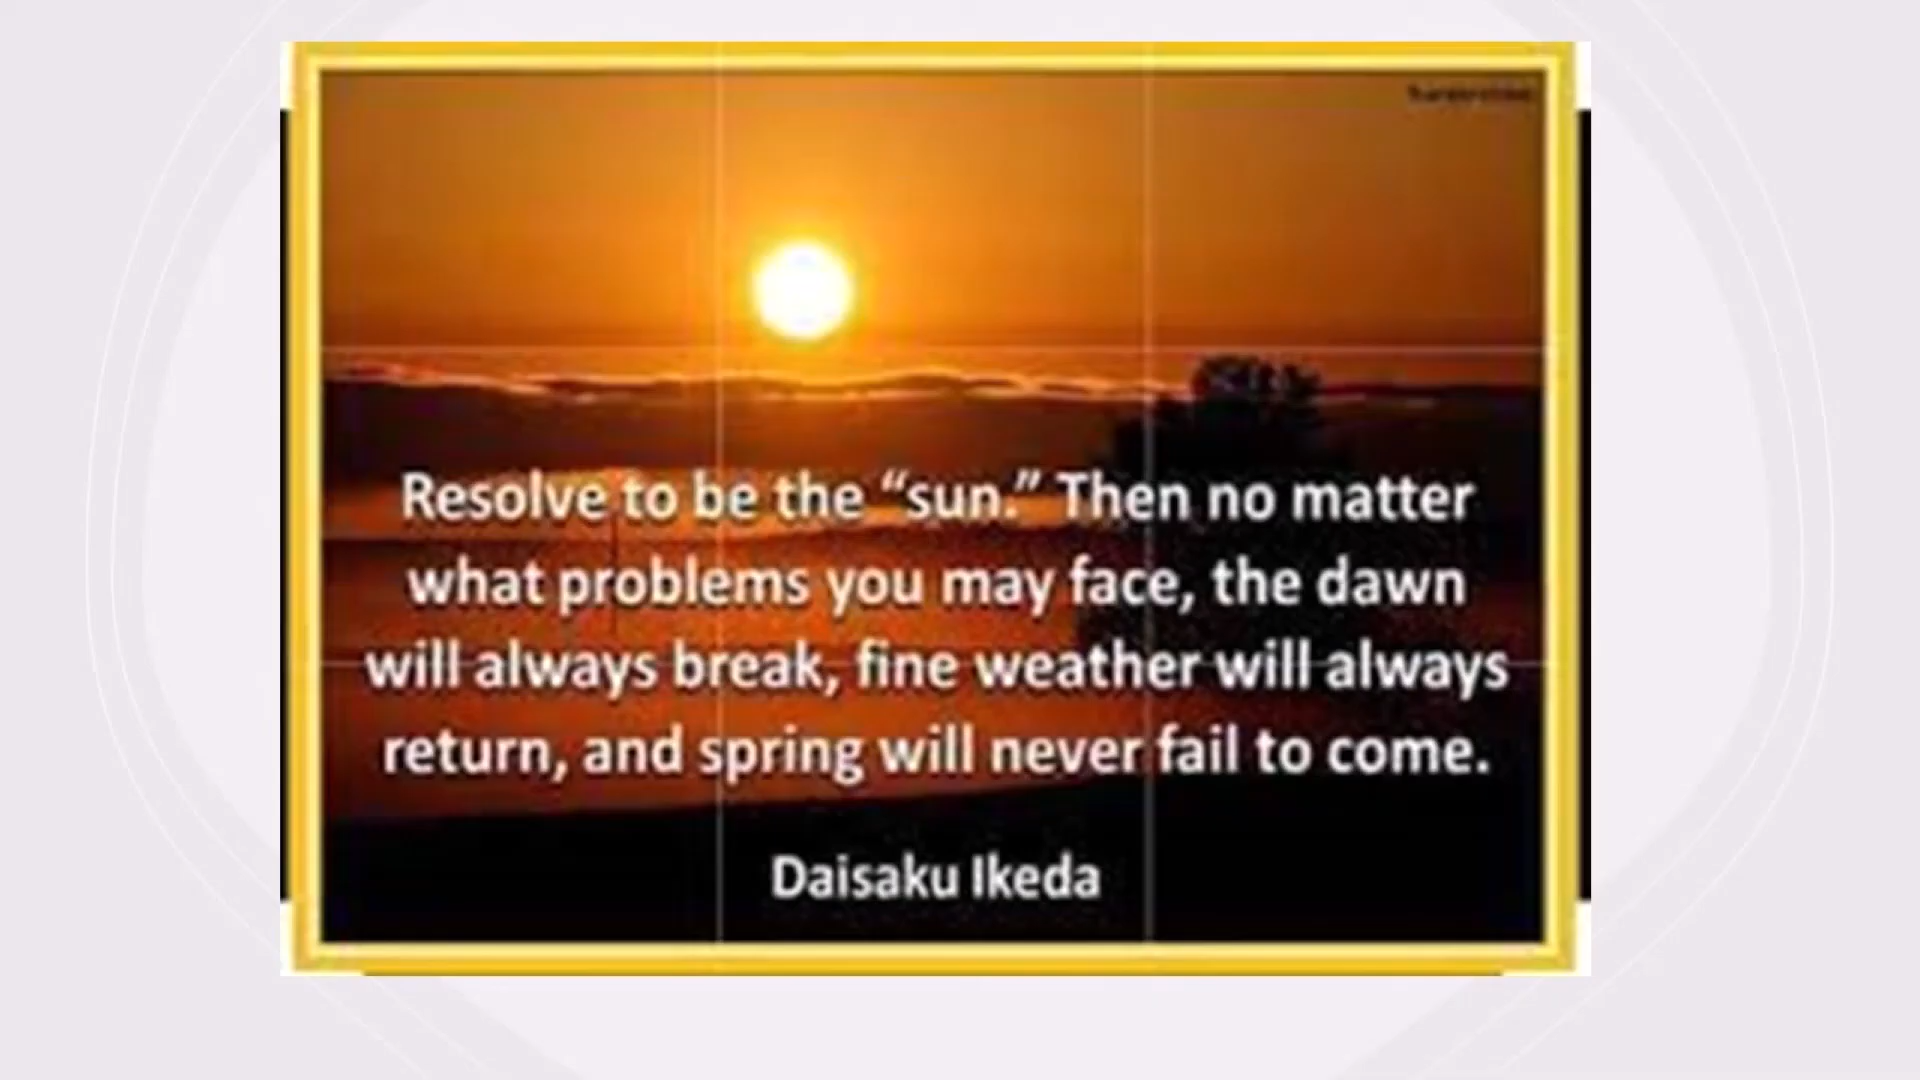 Resolve to be the “sun.” Then no matter
what problems you may face, the dawn
will always break, fine weather will always
return, and spring will never fail to come.
Daisaku Ikeda